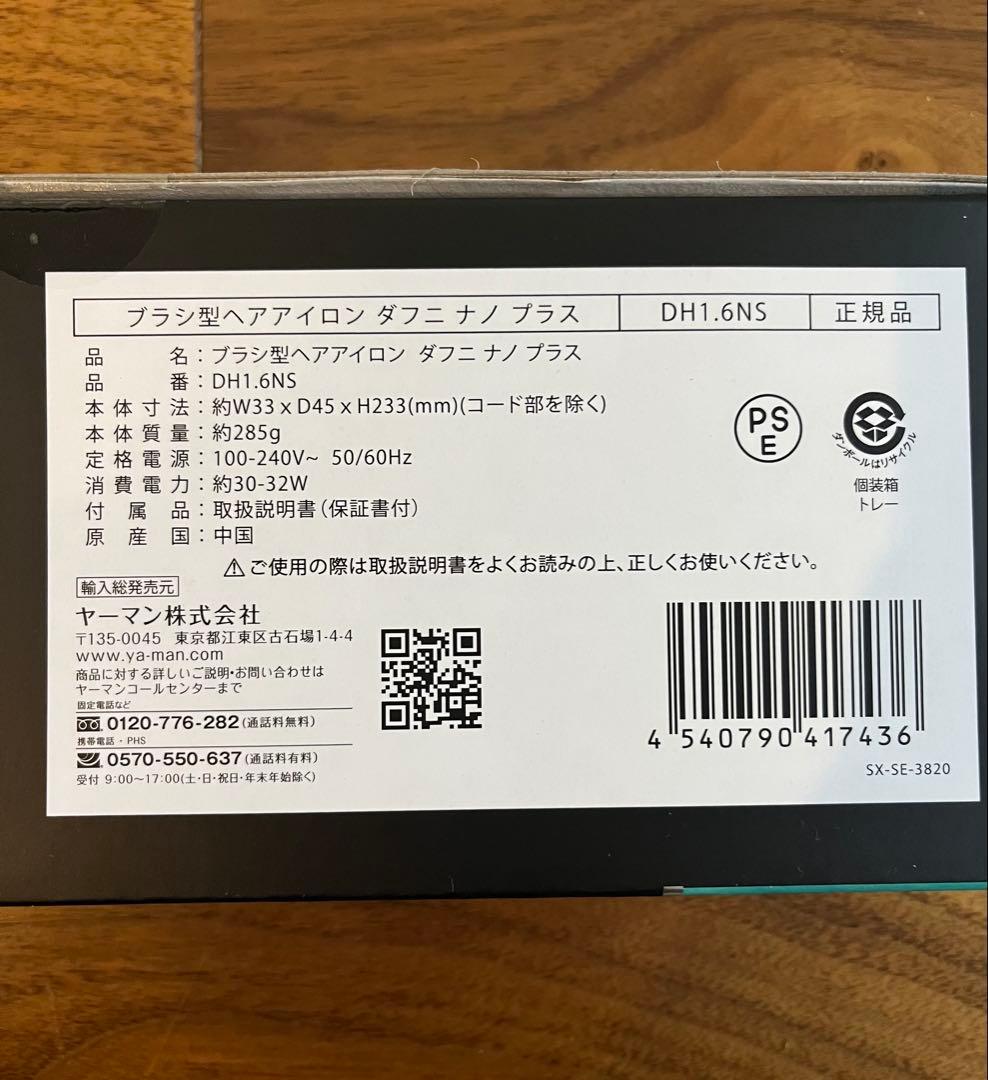 ブラシ型ヘアアイロン ダフニ ナノ プラス DH1.6NS 正規品
品名：ブラシ型ヘアアイロン ダフニ ナノ プラス
品番：DH1.6NS
本体寸法：約W33 x D45 x H233(mm)(コード部を除く)
本体質量：約285g
定格電源：100-240V~ 50/60Hz
消費電力：約30-32W
付属品：取扱説明書(保証書付)
原産国：中国
PS
E
ダンボールはリサイクル
個装箱
トレー
⚠ご使用の際は取扱説明書をよくお読みの上、正しくお使いください。
輸入総発売元
ヤーマン株式会社
〒135-0045 東京都江東区古石場1-4-4
www.ya-man.com
商品に対する詳しいご説明・お問い合わせは
ヤーマンコールセンターまで
固定電話など
0120-776-282(通話料無料)
携帯電話・PHS
0570-550-637(通話料有料)
受付 9:00～17:00(土・日・祝日・年末年始除く)
4 540790 417436
SX-SE-3820